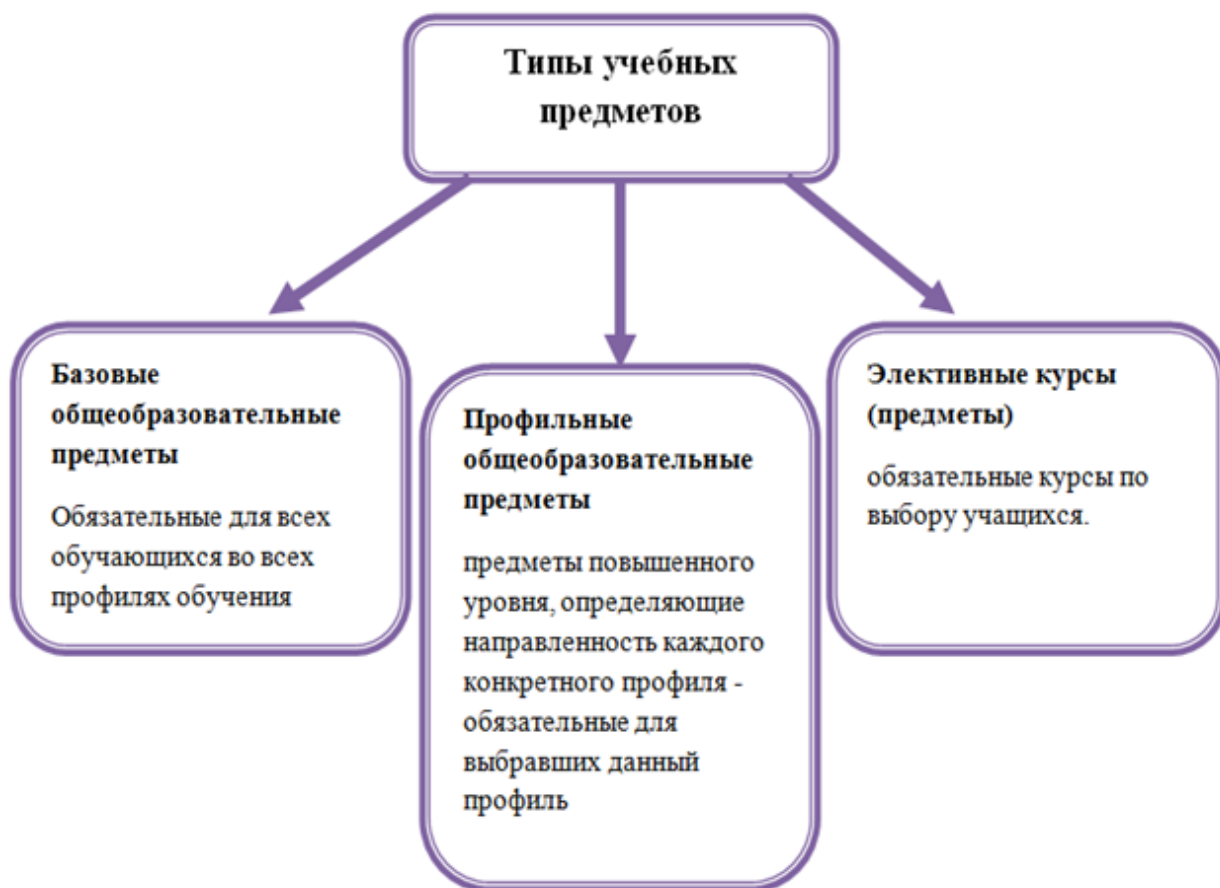 Типы учебных
предметов
Базовые
общеобразовательные
предметы
Обязательные для всех
обучающихся во всех
профилях обучения
Профильные
общеобразовательные
предметы
предметы повышенного
уровня, определяющие
направленность каждого
конкретного профиля -
обязательные для
выбравших данный
профиль
Элективные курсы
(предметы)
обязательные курсы по
выбору учащихся.